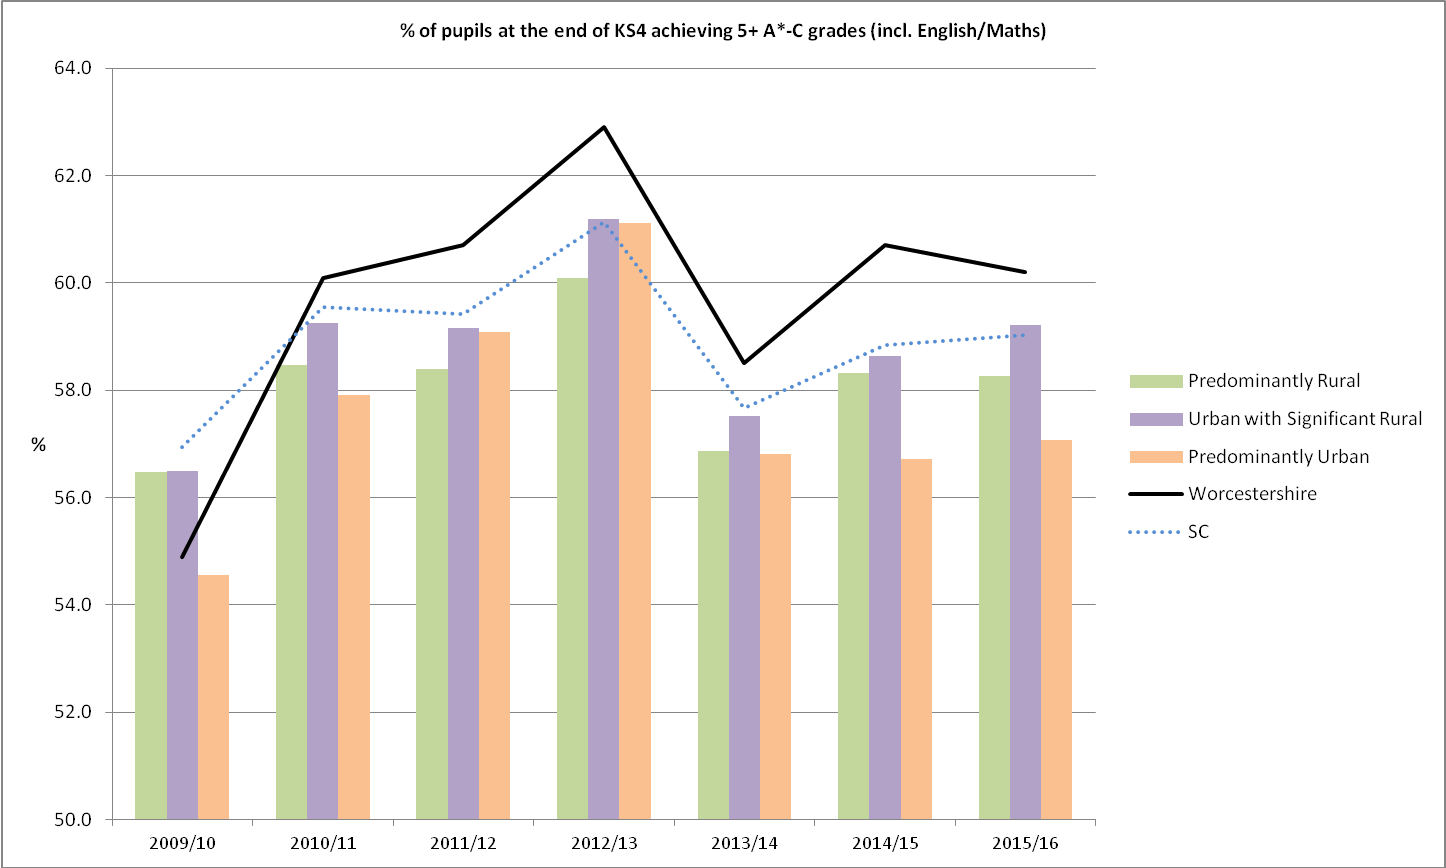 % of pupils at the end of KS4 achieving 5+ A*-C grades (incl. English/Maths)
64.0
62.0
60.0
58.0
%
56.0
54.0
52.0
50.0
2009/10 2010/11 2011/12 2012/13 2013/14 2014/15 2015/16
Predominantly Rural
Urban with Significant Rural
Predominantly Urban
Worcestershire
SC